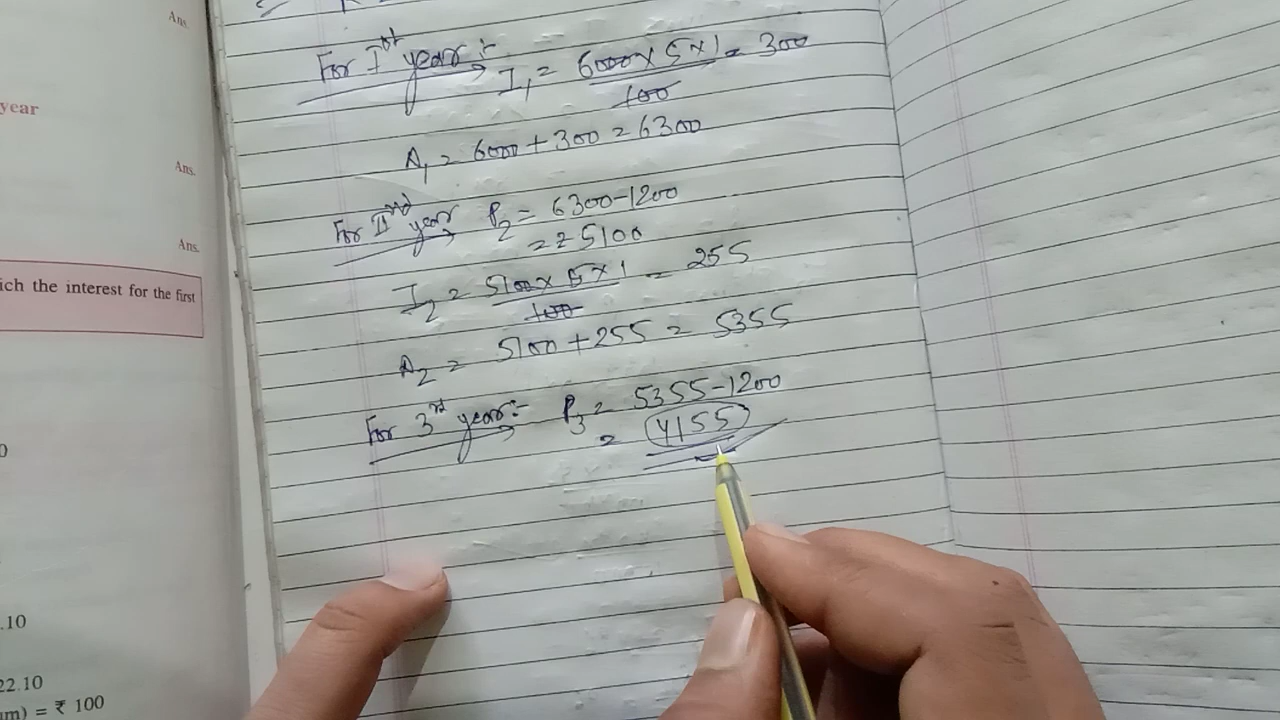 Ans.
year
Ans.
Ans.
ich the interest for the first
0
.10
22.10
um) = ₹ 100
For Ist year :-
I₁ = 6000 × 5 × 1 / 100 = 300
A₁ = 6000 + 300 = 6300
For IInd year P₂ = 6300 - 1200
= ₹ 5100
I₂ = 5100 × 5 × 1 / 100 = 255
A₂ = 5100 + 255 = 5355
For 3rd year :- P₃ = 5355 - 1200
= 4155